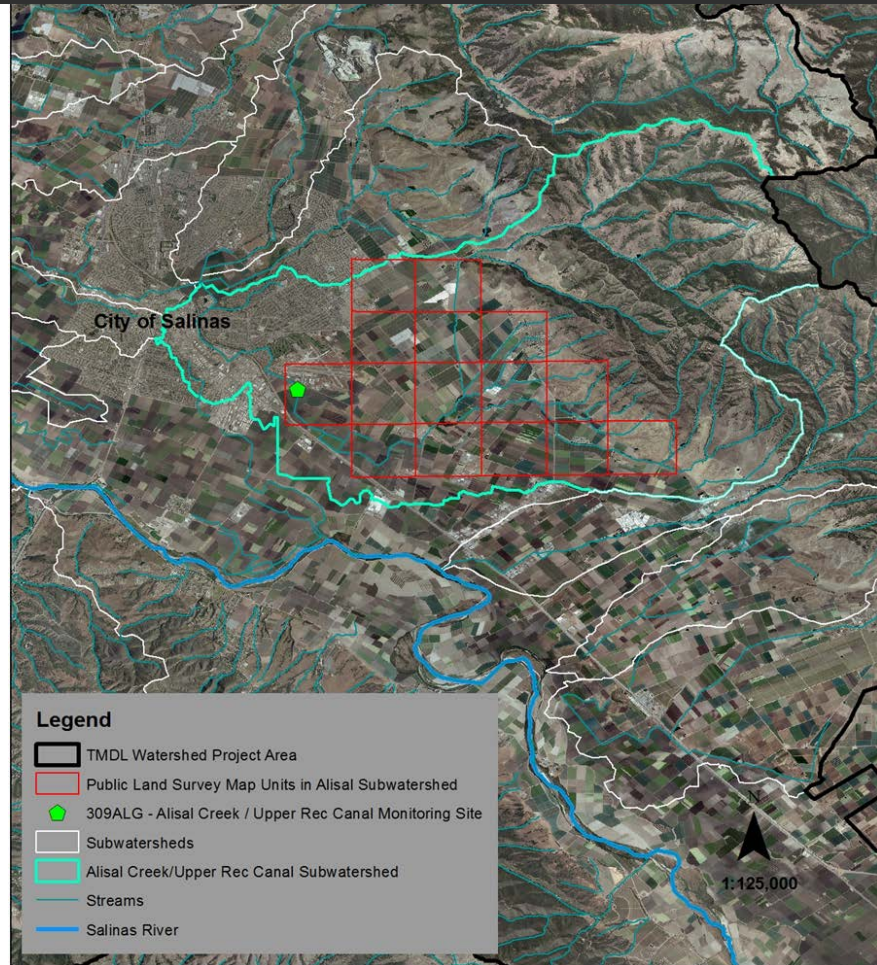 City of Salinas
Legend
TMDL Watershed Project Area
Public Land Survey Map Units in Alisal Subwatershed
309ALG - Alisal Creek / Upper Rec Canal Monitoring Site
Subwatersheds
Alisal Creek/Upper Rec Canal Subwatershed
Streams
Salinas River
N
1:125,000